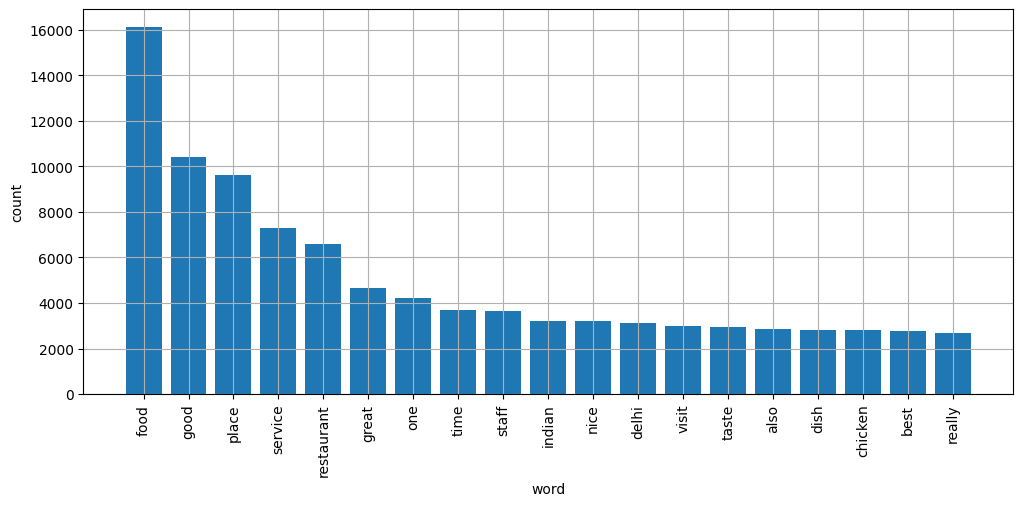 count
16000
14000
12000
10000
8000
6000
4000
2000
0
food
good
place
service
restaurant
great
one
time
staff
indian
nice
delhi
visit
taste
also
dish
chicken
best
really
word